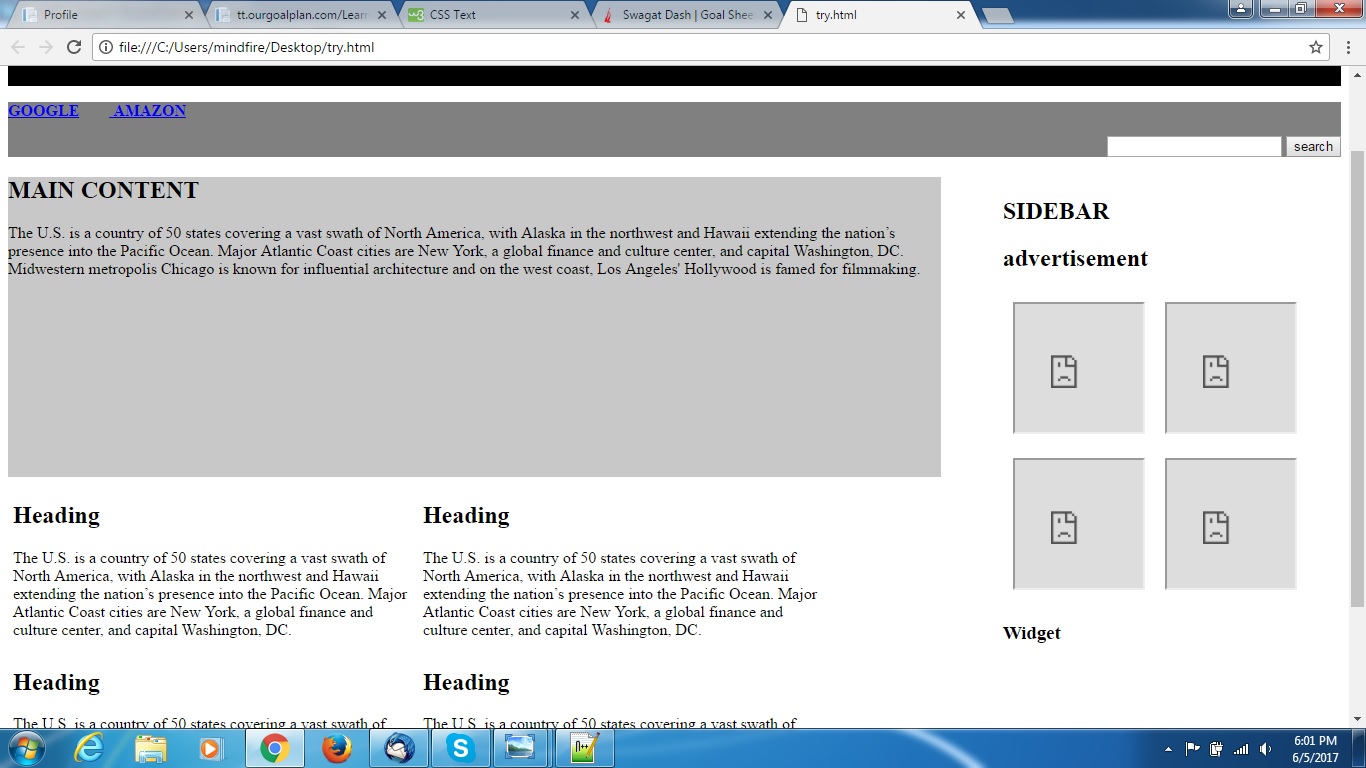 Profile
tt.ourgoalplan.com/Lear
CSS Text
Swagat Dash | Goal Shee
try.html
file:///C:/Users/mindfire/Desktop/try.html
GOOGLE AMAZON
search
MAIN CONTENT
The U.S. is a country of 50 states covering a vast swath of North America, with Alaska in the northwest and Hawaii extending the nation’s
presence into the Pacific Ocean. Major Atlantic Coast cities are New York, a global finance and culture center, and capital Washington, DC.
Midwestern metropolis Chicago is known for influential architecture and on the west coast, Los Angeles' Hollywood is famed for filmmaking.
SIDEBAR
advertisement
Heading
The U.S. is a country of 50 states covering a vast swath of
North America, with Alaska in the northwest and Hawaii
extending the nation’s presence into the Pacific Ocean. Major
Atlantic Coast cities are New York, a global finance and
culture center, and capital Washington, DC.
Heading
The U.S. is a country of 50 states covering a vast swath of
North America, with Alaska in the northwest and Hawaii
extending the nation’s presence into the Pacific Ocean. Major
Atlantic Coast cities are New York, a global finance and
culture center, and capital Washington, DC.
Widget
Heading
The U.S. is a country of 50 states covering a vast swath of
Heading
The U.S. is a country of 50 states covering a vast swath of
6:01 PM
6/5/2017